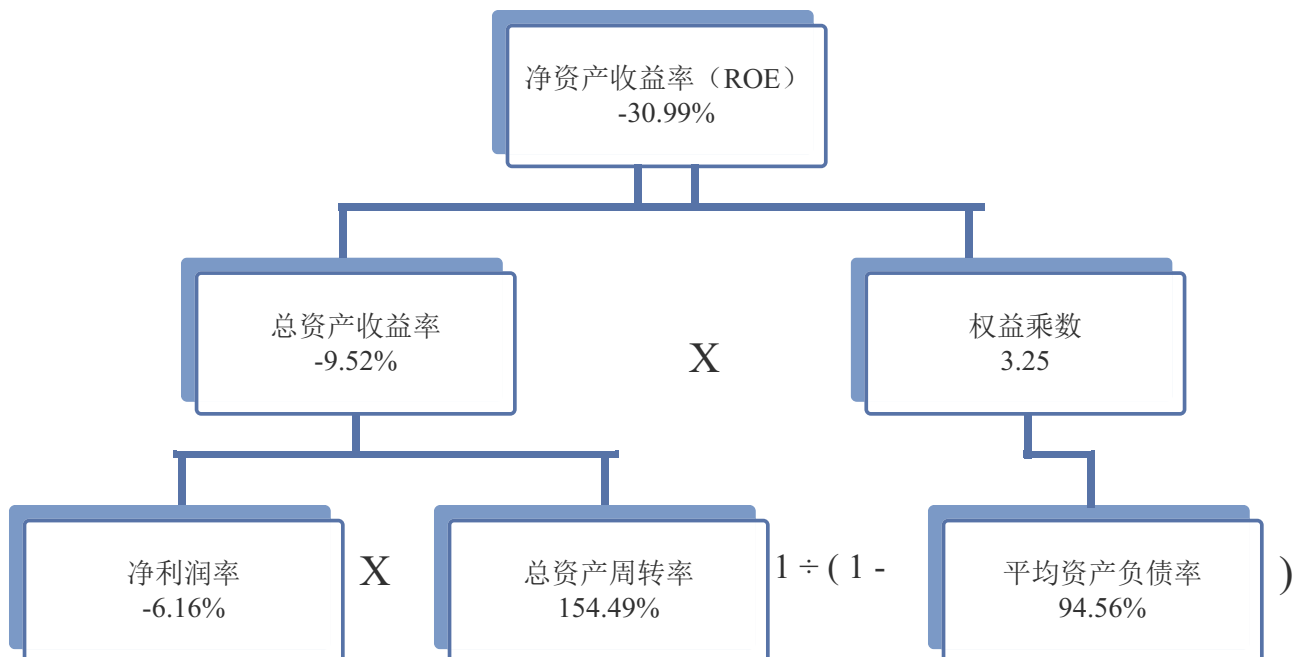 净资产收益率（ROE）
-30.99%
总资产收益率
-9.52%
X
权益乘数
3.25
净利润率
-6.16%
X
总资产周转率
154.49%
1 ÷ ( 1 -
平均资产负债率
94.56%
)